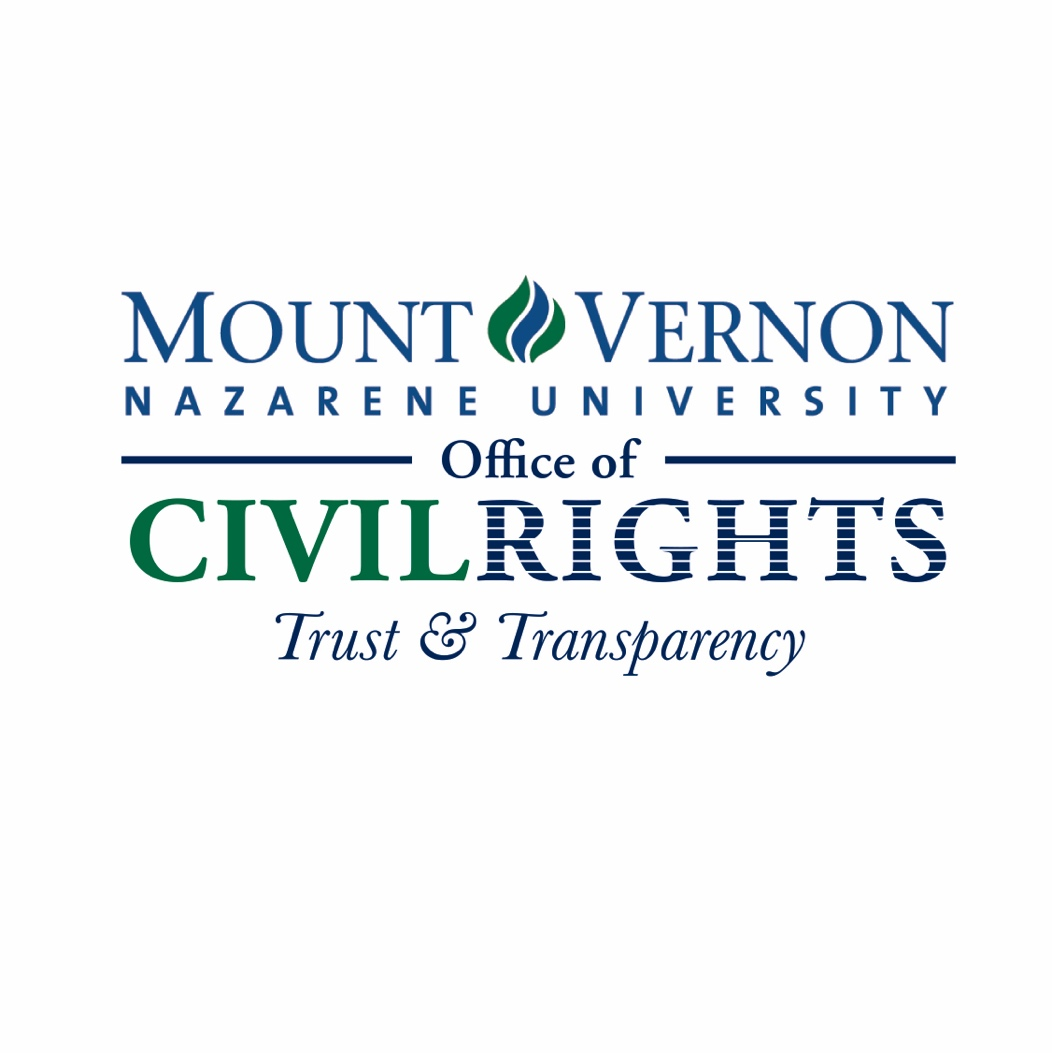 MOUNT VERNON
NAZARENE UNIVERSITY
Office of
CIVILRIGHTS
Trust & Transparency